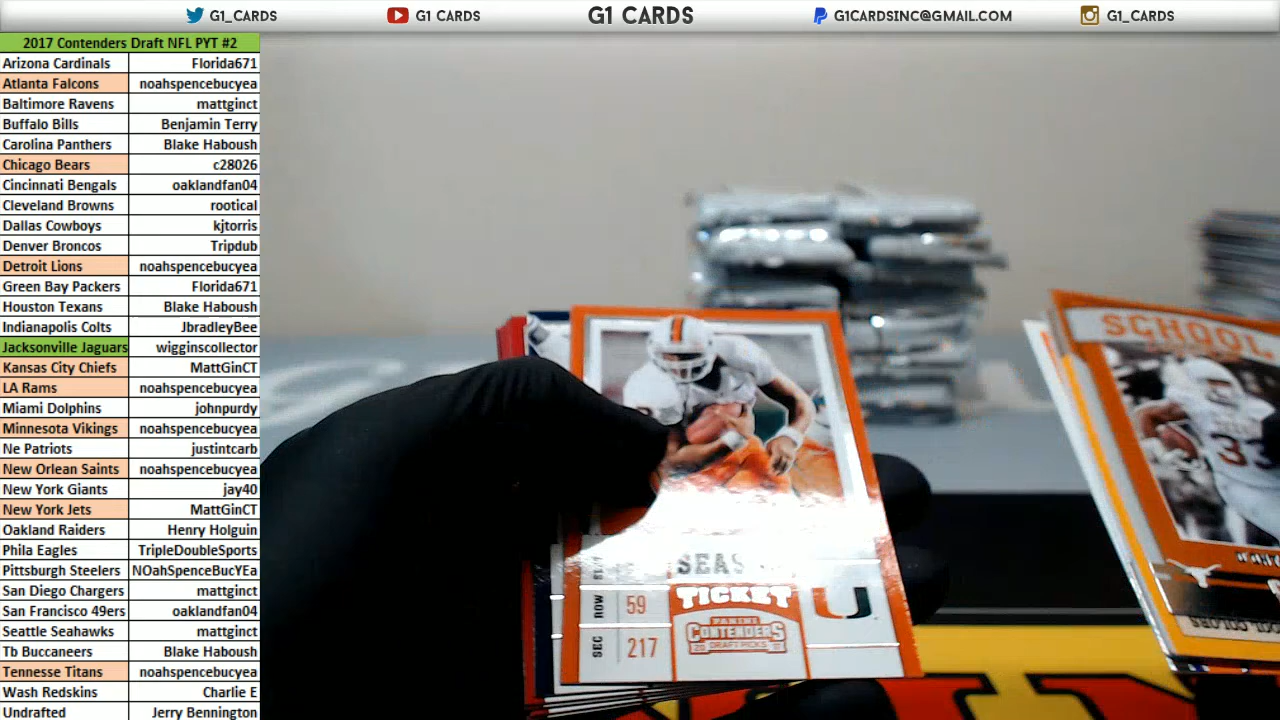 G1_CARDS
G1 CARDS
G1 CARDS
G1CARDSINC@GMAIL.COM
G1_CARDS
2017 Contenders Draft NFL PYT #2
Arizona Cardinals Florida671
Atlanta Falcons noahspencebucyea
Baltimore Ravens mattginct
Buffalo Bills Benjamin Terry
Carolina Panthers Blake Haboush
Chicago Bears c28026
Cincinnati Bengals oaklandfan04
Cleveland Browns rootical
Dallas Cowboys kjtorris
Denver Broncos Tripdub
Detroit Lions noahspencebucyea
Green Bay Packers Florida671
Houston Texans Blake Haboush
Indianapolis Colts JbradleyBee
Jacksonville Jaguars wigginscollector
Kansas City Chiefs MattGinCT
LA Rams noahspencebucyea
Miami Dolphins johnpurdy
Minnesota Vikings noahspencebucyea
Ne Patriots justintcarb
New Orlean Saints noahspencebucyea
New York Giants jay40
New York Jets MattGinCT
Oakland Raiders Henry Holguin
Phila Eagles TripleDoubleSports
Pittsburgh Steelers NOahSpenceBucYEa
San Diego Chargers mattginct
San Francisco 49ers oaklandfan04
Seattle Seahawks mattginct
Tb Buccaneers Blake Haboush
Tennesse Titans noahspencebucyea
Wash Redskins Charlie E
Undrafted Jerry Bennington
SEAS
TICKET
ROW 59
SEC 217
PANINI
CONTENDERS
DRAFT PICKS
U
SCHOOL
33